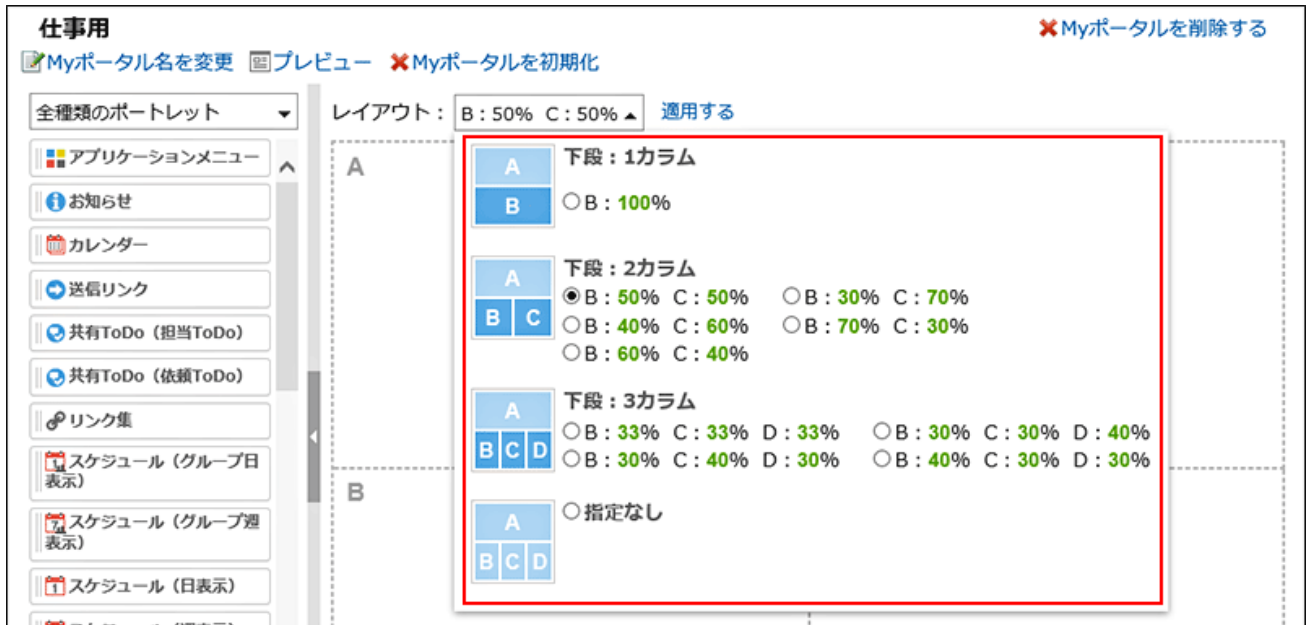 仕事用
Myポータルを削除する
Myポータル名を変更 プレビュー Myポータルを初期化
全種類のポートレット
アプリケーションメニュー
お知らせ
カレンダー
送信リンク
共有ToDo（担当ToDo）
共有ToDo（依頼ToDo）
リンク集
スケジュール（グループ日
表示）
スケジュール（グループ週
表示）
スケジュール（日表示）
レイアウト： B：50% C：50% 適用する
A
B
A
B
下段：1カラム
B：100%
A
B C
下段：2カラム
B：50% C：50% B：30% C：70%
B：40% C：60% B：70% C：30%
B：60% C：40%
A
B C D
下段：3カラム
B：33% C：33% D：33% B：30% C：30% D：40%
B：30% C：40% D：30% B：40% C：30% D：30%
A
B C D
指定なし